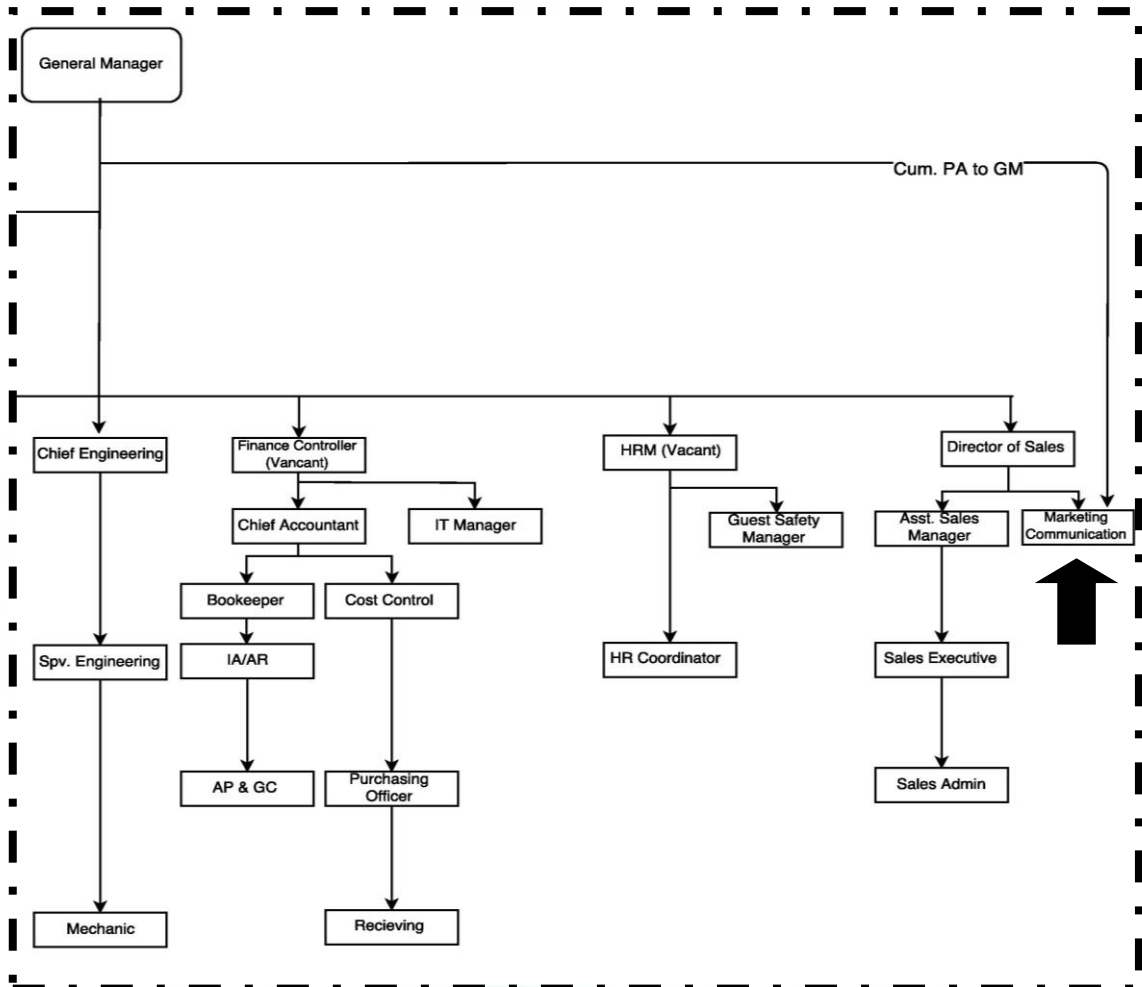 General Manager
Cum. PA to GM
Chief Engineering
Finance Controller
(Vancant)
HRM (Vacant)
Director of Sales
Chief Accountant
IT Manager
Guest Safety
Manager
Asst. Sales
Manager
Marketing
Communication
Bookeeper
Cost Control
Spv. Engineering
IA/AR
HR Coordinator
Sales Executive
AP & GC
Purchasing
Officer
Sales Admin
Mechanic
Recieving